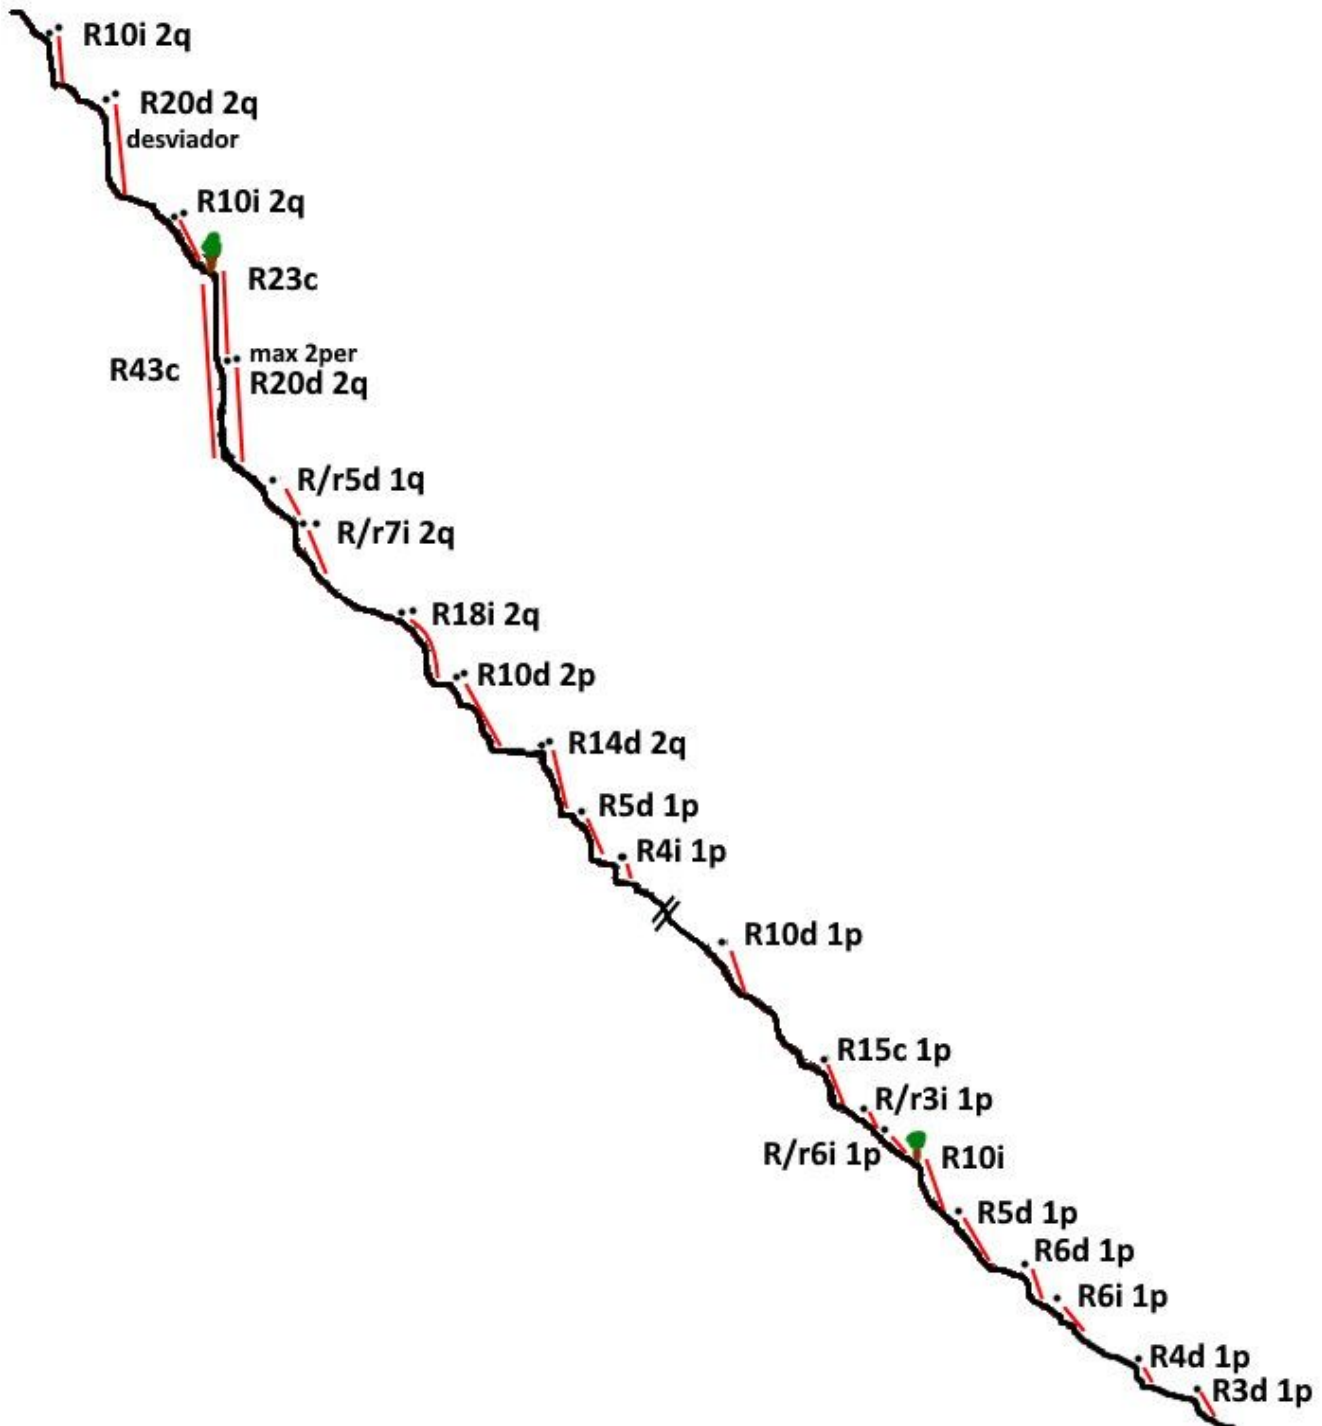 R10i 2q
R20d 2q
desviador
R10i 2q
R23c
max 2per
R43c
R20d 2q
R/r5d 1q
R/r7i 2q
R18i 2q
R10d 2p
R14d 2q
R5d 1p
R4i 1p
R10d 1p
R15c 1p
R/r3i 1p
R/r6i 1p
R10i
R5d 1p
R6d 1p
R6i 1p
R4d 1p
R3d 1p